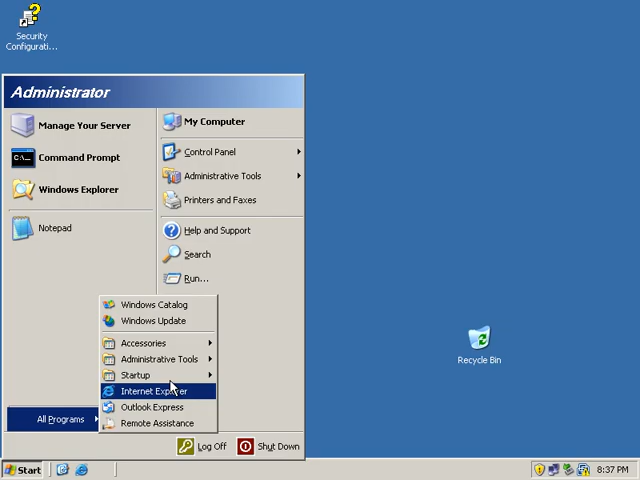 Security
Configurati...
Administrator
Manage Your Server
Command Prompt
Windows Explorer
Notepad
My Computer
Control Panel
Administrative Tools
Printers and Faxes
Help and Support
Search
Run...
Windows Catalog
Windows Update
Accessories
Administrative Tools
Startup
Internet Explorer
Outlook Express
Remote Assistance
All Programs
Log Off
Shut Down
Recycle Bin
Start
8:37 PM